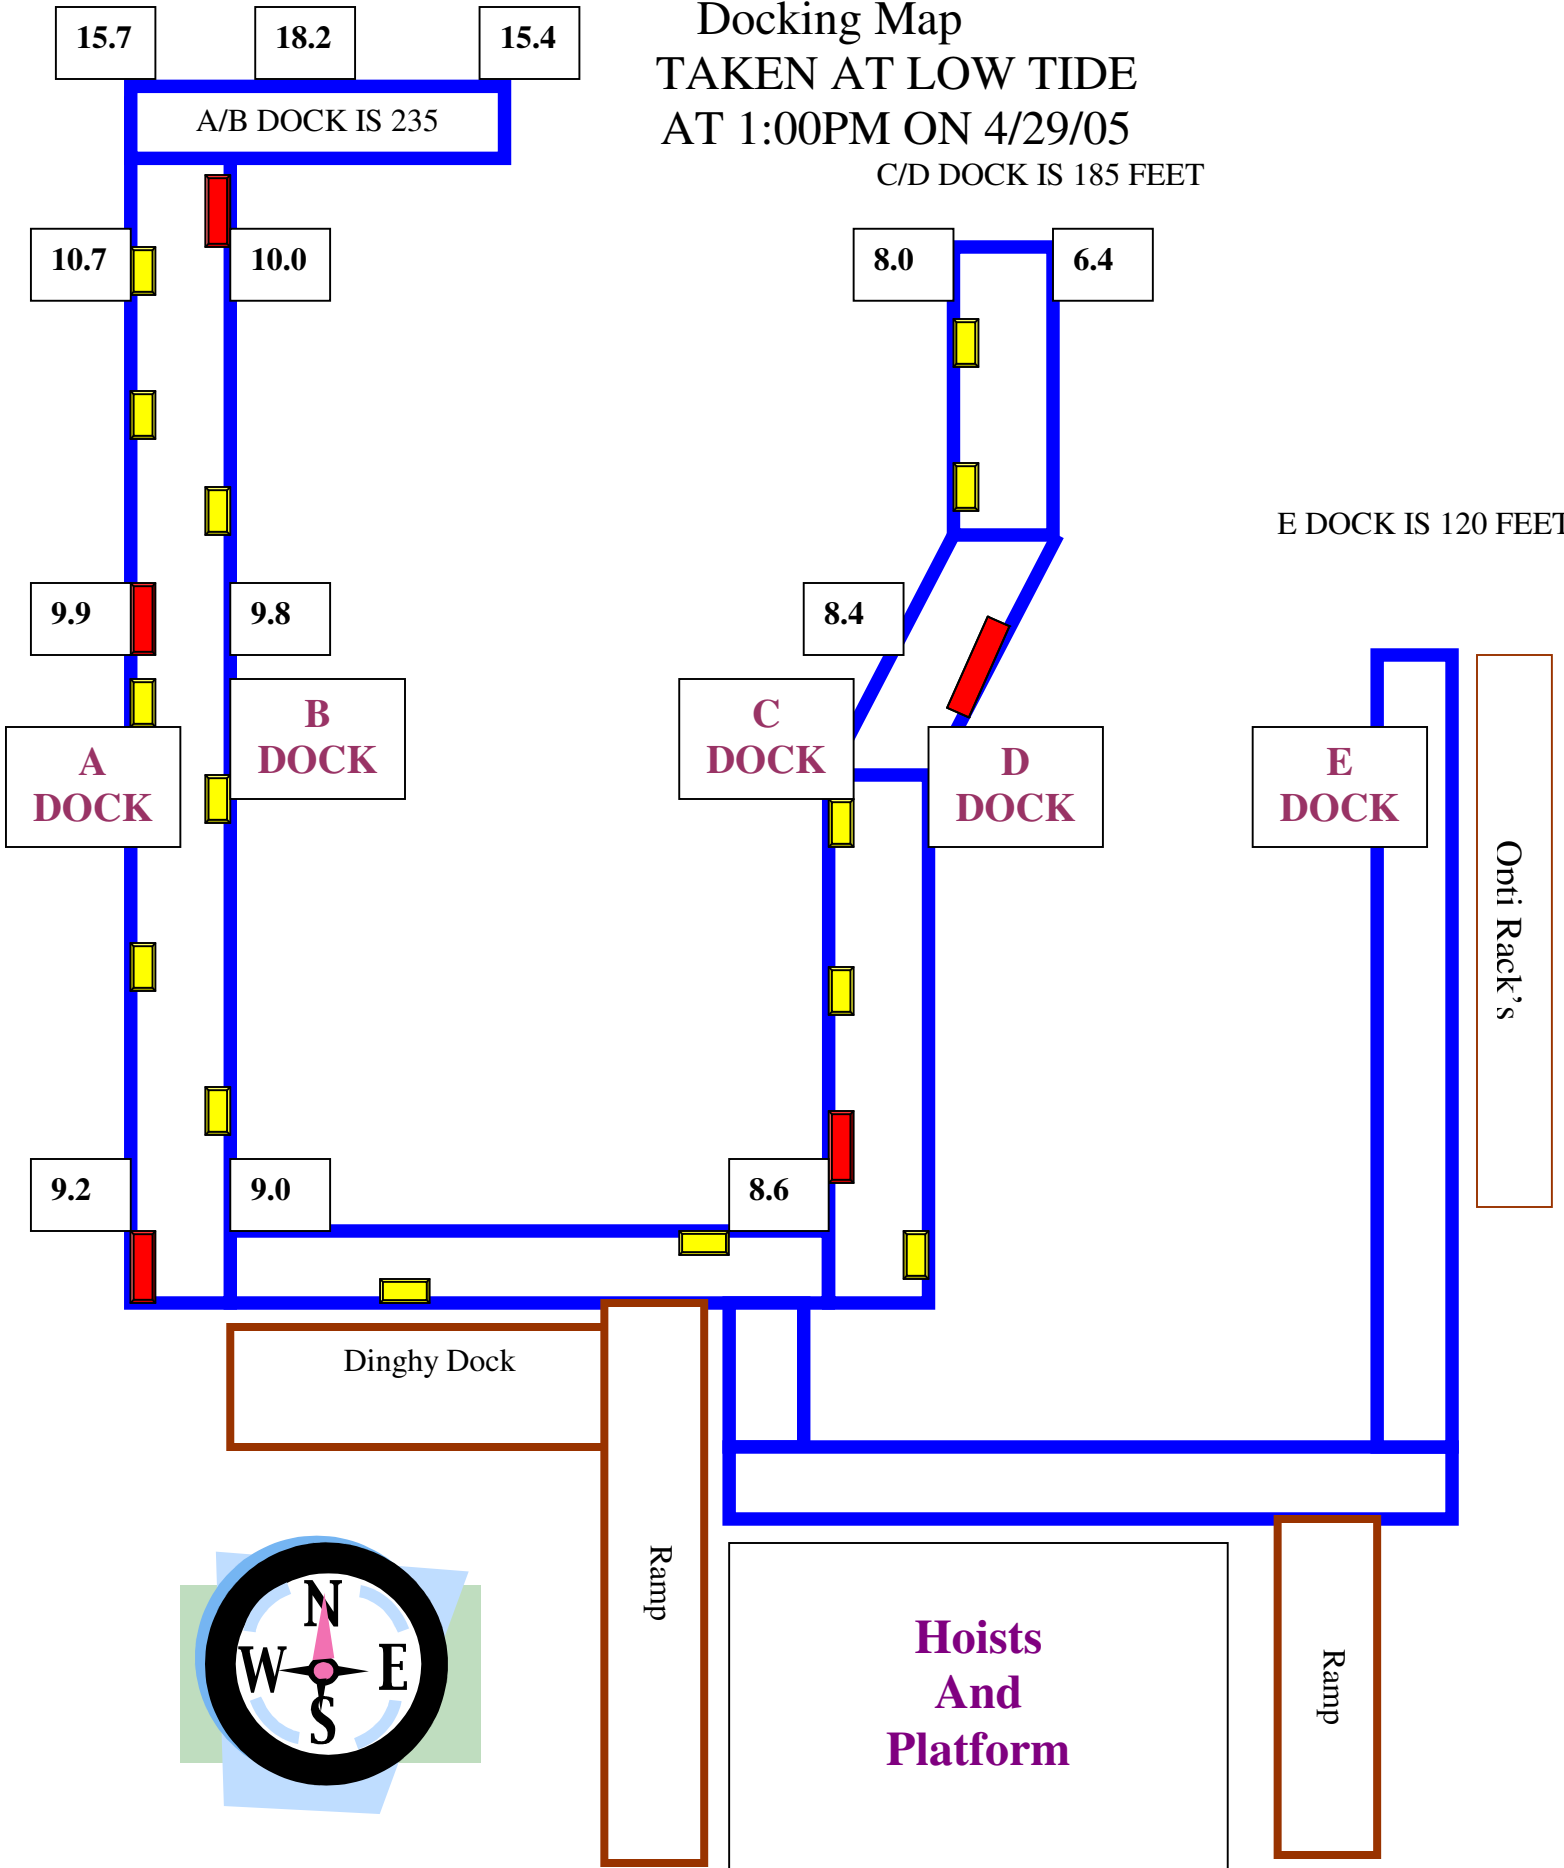 Docking Map
TAKEN AT LOW TIDE
AT 1:00PM ON 4/29/05
15.7
18.2
15.4
A/B DOCK IS 235
C/D DOCK IS 185 FEET
10.7
10.0
8.0
6.4
E DOCK IS 120 FEET
9.9
9.8
8.4
A
DOCK
B
DOCK
C
DOCK
D
DOCK
E
DOCK
Opti Rack's
9.2
9.0
8.6
Dinghy Dock
Ramp
Hoists
And
Platform
Ramp
N
W
E
S